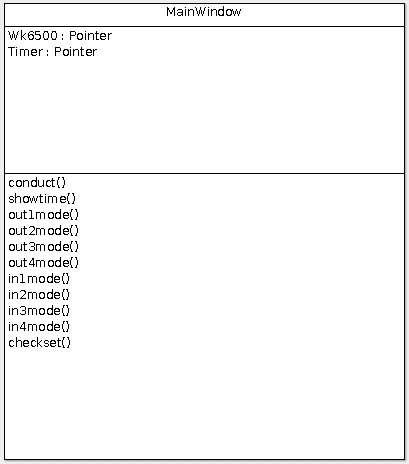 MainWindow
Wk6500 : Pointer
Timer : Pointer
conduct()
showtime()
out1mode()
out2mode()
out3mode()
out4mode()
in1mode()
in2mode()
in3mode()
in4mode()
checkset()